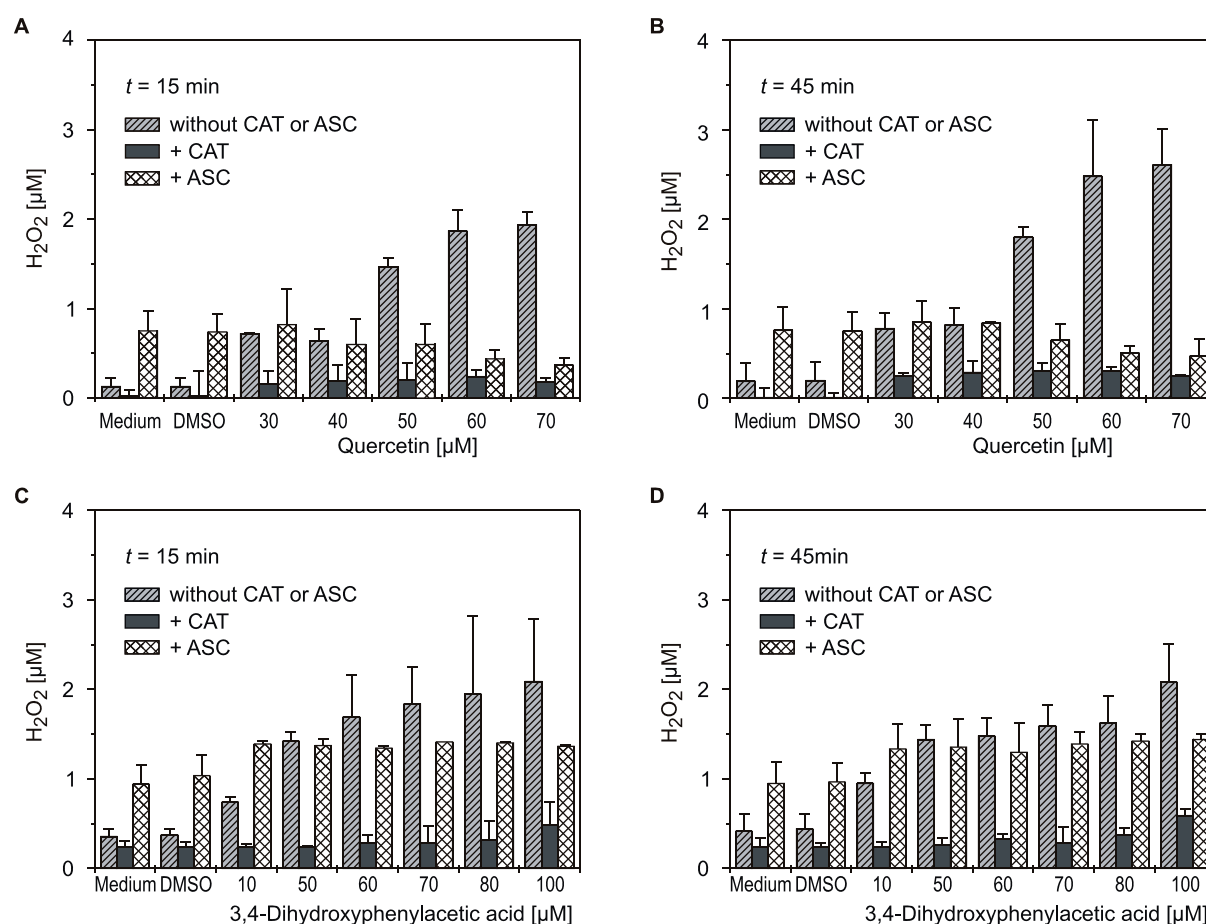 A
4
3
2
1
0
H2O2 [µM]
t = 15 min
without CAT or ASC
+ CAT
+ ASC
Medium DMSO 30 40 50 60 70
Quercetin [µM]
B
4
3
2
1
0
H2O2 [µM]
t = 45 min
without CAT or ASC
+ CAT
+ ASC
Medium DMSO 30 40 50 60 70
Quercetin [µM]
C
4
3
2
1
0
H2O2 [µM]
t = 15 min
without CAT or ASC
+ CAT
+ ASC
Medium DMSO 10 50 60 70 80 100
3,4-Dihydroxyphenylacetic acid [µM]
D
4
3
2
1
0
H2O2 [µM]
t = 45min
without CAT or ASC
+ CAT
+ ASC
Medium DMSO 10 50 60 70 80 100
3,4-Dihydroxyphenylacetic acid [µM]